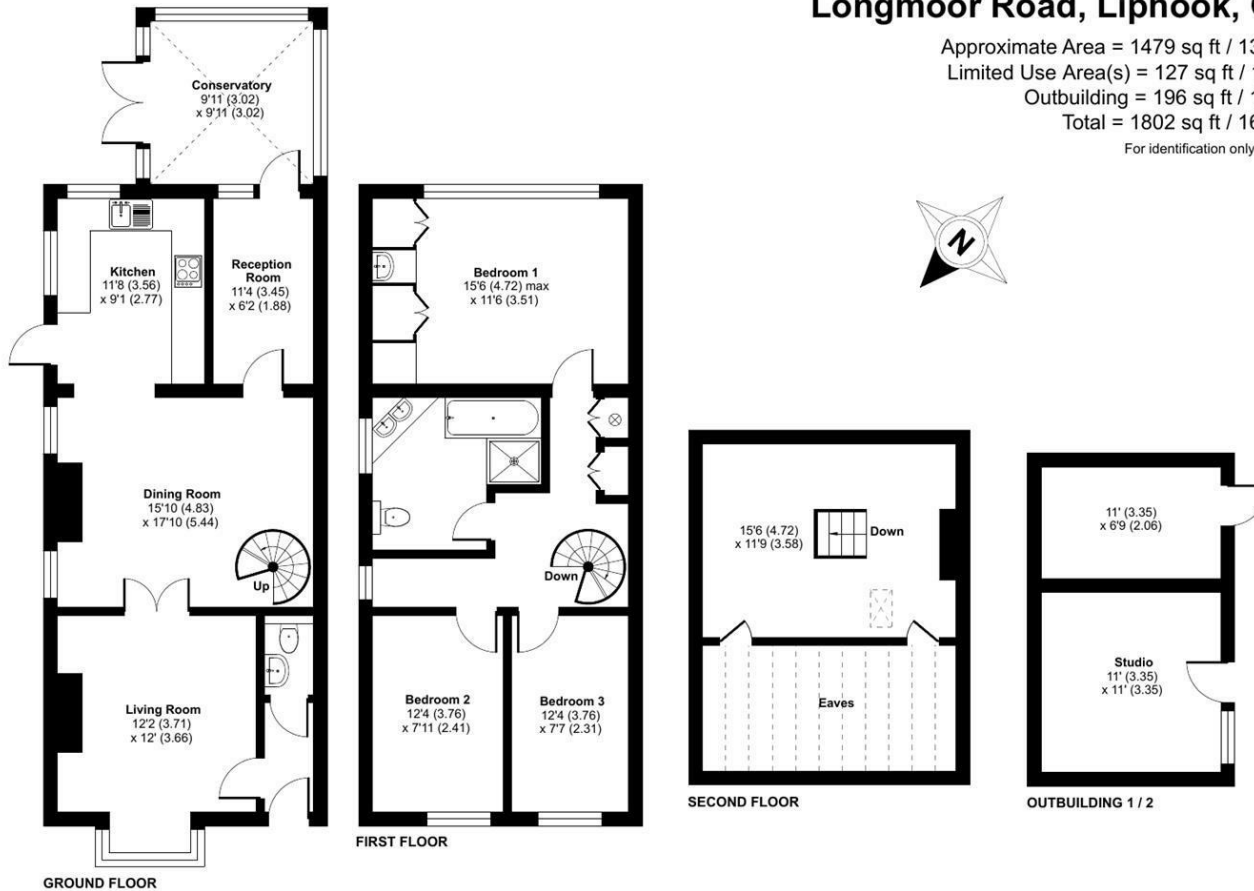 Longmoor Road, Liphook,
Approximate Area = 1479 sq ft /
Limited Use Area(s) = 127 sq ft /
Outbuilding = 196 sq ft /
Total = 1802 sq ft /
For identification only
N
Conservatory
9'11 (3.02)
x 9'11 (3.02)
Kitchen
11'8 (3.56)
x 9'1 (2.77)
Reception
Room
11'4 (3.45)
x 6'2 (1.88)
Dining Room
15'10 (4.83)
x 17'10 (5.44)
Up
Living Room
12'2 (3.71)
x 12' (3.66)
GROUND FLOOR
Bedroom 1
15'6 (4.72) max
x 11'6 (3.51)
Down
Bedroom 2
12'4 (3.76)
x 7'11 (2.41)
Bedroom 3
12'4 (3.76)
x 7'7 (2.31)
FIRST FLOOR
15'6 (4.72)
x 11'9 (3.58)
Down
Eaves
SECOND FLOOR
11' (3.35)
x 6'9 (2.06)
Studio
11' (3.35)
x 11' (3.35)
OUTBUILDING 1 / 2